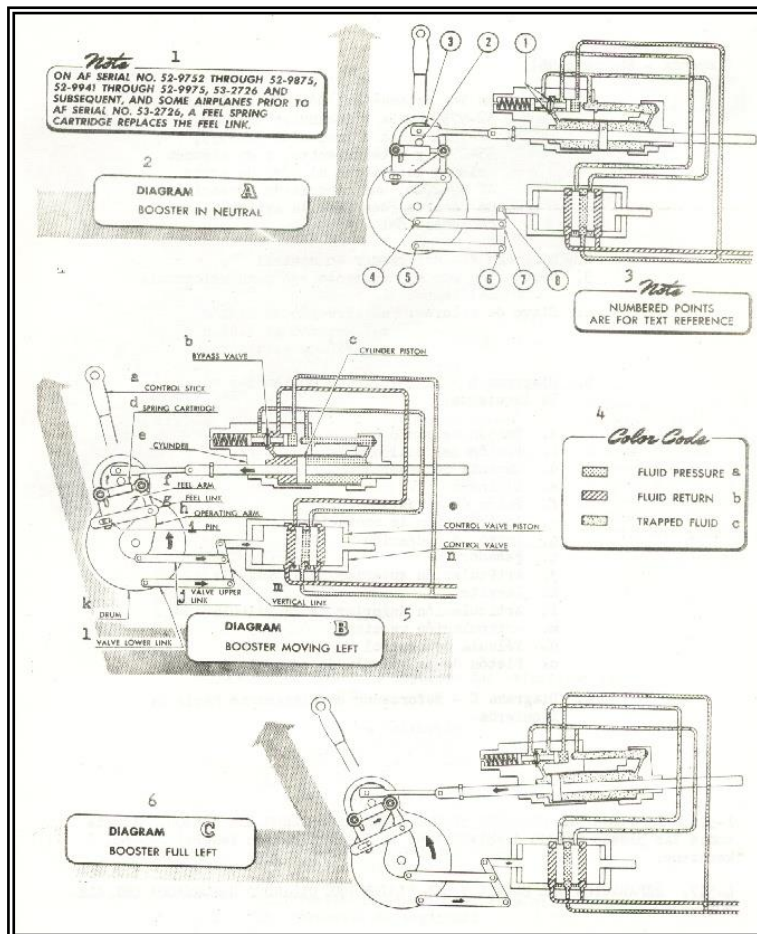 1
Note
ON AF SERIAL NO. 52-9752 THROUGH 52-9875,
52-9941 THROUGH 52-9975, 53-2726 AND
SUBSEQUENT, AND SOME AIRPLANES PRIOR TO
AF SERIAL NO. 53-2726, A FEEL SPRING
CARTRIDGE REPLACES THE FEEL LINK.
2
DIAGRAM A
BOOSTER IN NEUTRAL
3 2 1
4 5 6 7 8
3
Note
NUMBERED POINTS
ARE FOR TEXT REFERENCE
a
CONTROL STICK
b
BYPASS VALVE
c
CYLINDER PISTON
d
SPRING CARTRIDGE
e
CYLINDER
f
FEEL ARM
g
FEEL LINK
h
OPERATING ARM
i
PIN
j
VALVE UPPER
LINK
k
DRUM
l
VALVE LOWER LINK
m
VERTICAL LINK
n
CONTROL VALVE
o
CONTROL VALVE PISTON
4
Color Code
FLUID PRESSURE a
FLUID RETURN b
TRAPPED FLUID c
5
DIAGRAM B
BOOSTER MOVING LEFT
6
DIAGRAM C
BOOSTER FULL LEFT